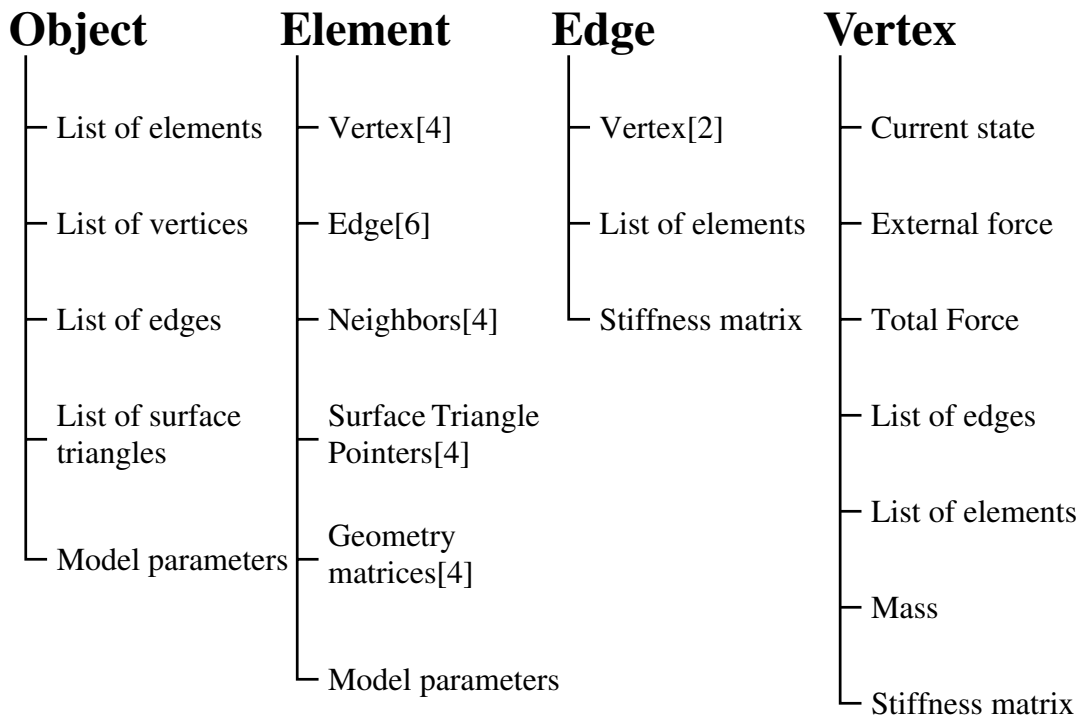 Object
List of elements
List of vertices
List of edges
List of surface
triangles
Model parameters
Element
Vertex[4]
Edge[6]
Neighbors[4]
Surface Triangle
Pointers[4]
Geometry
matrices[4]
Model parameters
Edge
Vertex[2]
List of elements
Stiffness matrix
Vertex
Current state
External force
Total Force
List of edges
List of elements
Mass
Stiffness matrix